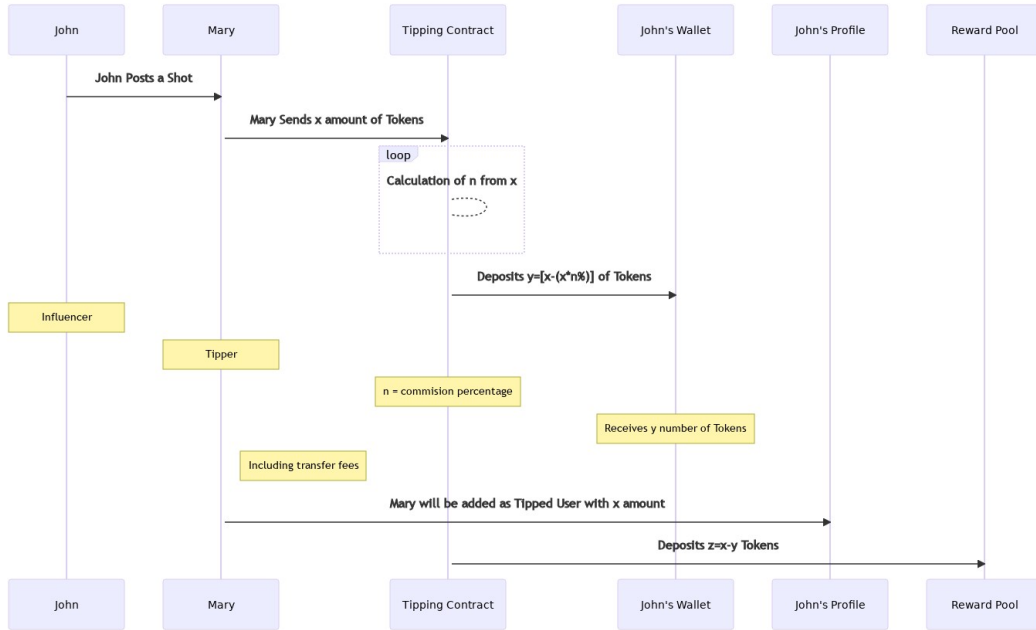 John
Mary
Tipping Contract
John's Wallet
John's Profile
Reward Pool
John Posts a Shot
Mary Sends x amount of Tokens
loop
Calculation of n from x
Deposits y=[x-(x*n%)] of Tokens
Influencer
Tipper
n = commision percentage
Receives y number of Tokens
Including transfer fees
Mary will be added as Tipped User with x amount
Deposits z=x-y Tokens
John
Mary
Tipping Contract
John's Wallet
John's Profile
Reward Pool